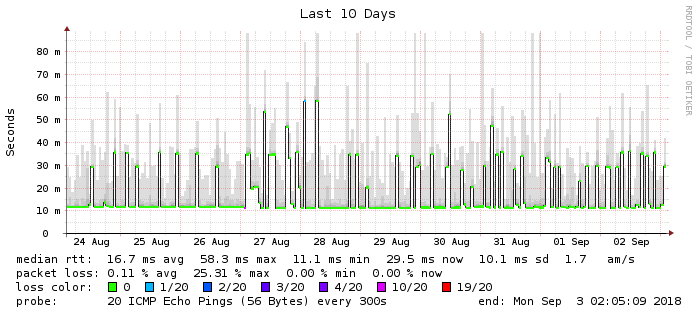 Last 10 Days
RRDTOOL / TOBI OETIKER
Seconds
80 m
70 m
60 m
50 m
40 m
30 m
20 m
10 m
0
24 Aug 25 Aug 26 Aug 27 Aug 28 Aug 29 Aug 30 Aug 31 Aug 01 Sep 02 Sep
median rtt: 16.7 ms avg 58.3 ms max 11.1 ms min 29.5 ms now 10.1 ms sd 1.7 am/s
packet loss: 0.11 % avg 25.31 % max 0.00 % min 0.00 % now
loss color: 0 1/20 2/20 3/20 4/20 10/20 19/20
probe: 20 ICMP Echo Pings (56 Bytes) every 300s end: Mon Sep 3 02:05:09 2018